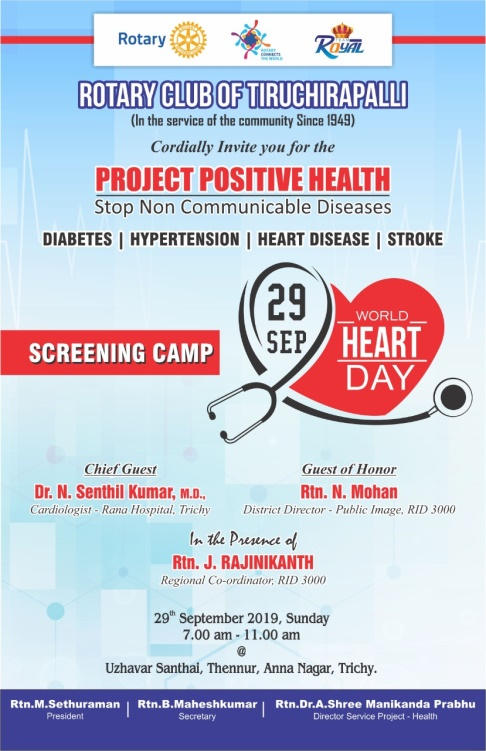 Rotary
ROTARY
CONNECTS
THE WORLD
TEAM
ROYAL
ROTARY CLUB OF TIRUCHIRAPALLI
(In the service of the community Since 1949)
Cordially Invite you for the
PROJECT POSITIVE HEALTH
Stop Non Communicable Diseases
DIABETES | HYPERTENSION | HEART DISEASE | STROKE
29
SEP
WORLD
HEART
DAY
SCREENING CAMP
Chief Guest
Dr. N. Senthil Kumar, M.D.,
Cardiologist - Rana Hospital, Trichy
Guest of Honor
Rtn. N. Mohan
District Director - Public Image, RID 3000
In the Presence of
Rtn. J. RAJINIKANTH
Regional Co-ordinator, RID 3000
29th September 2019, Sunday
7.00 am - 11.00 am
@
Uzhavar Santhai, Thennur, Anna Nagar, Trichy.
Rtn.M.Sethuraman
President
Rtn.B.Maheshkumar
Secretary
Rtn.Dr.A.Shree Manikanda Prabhu
Director Service Project - Health